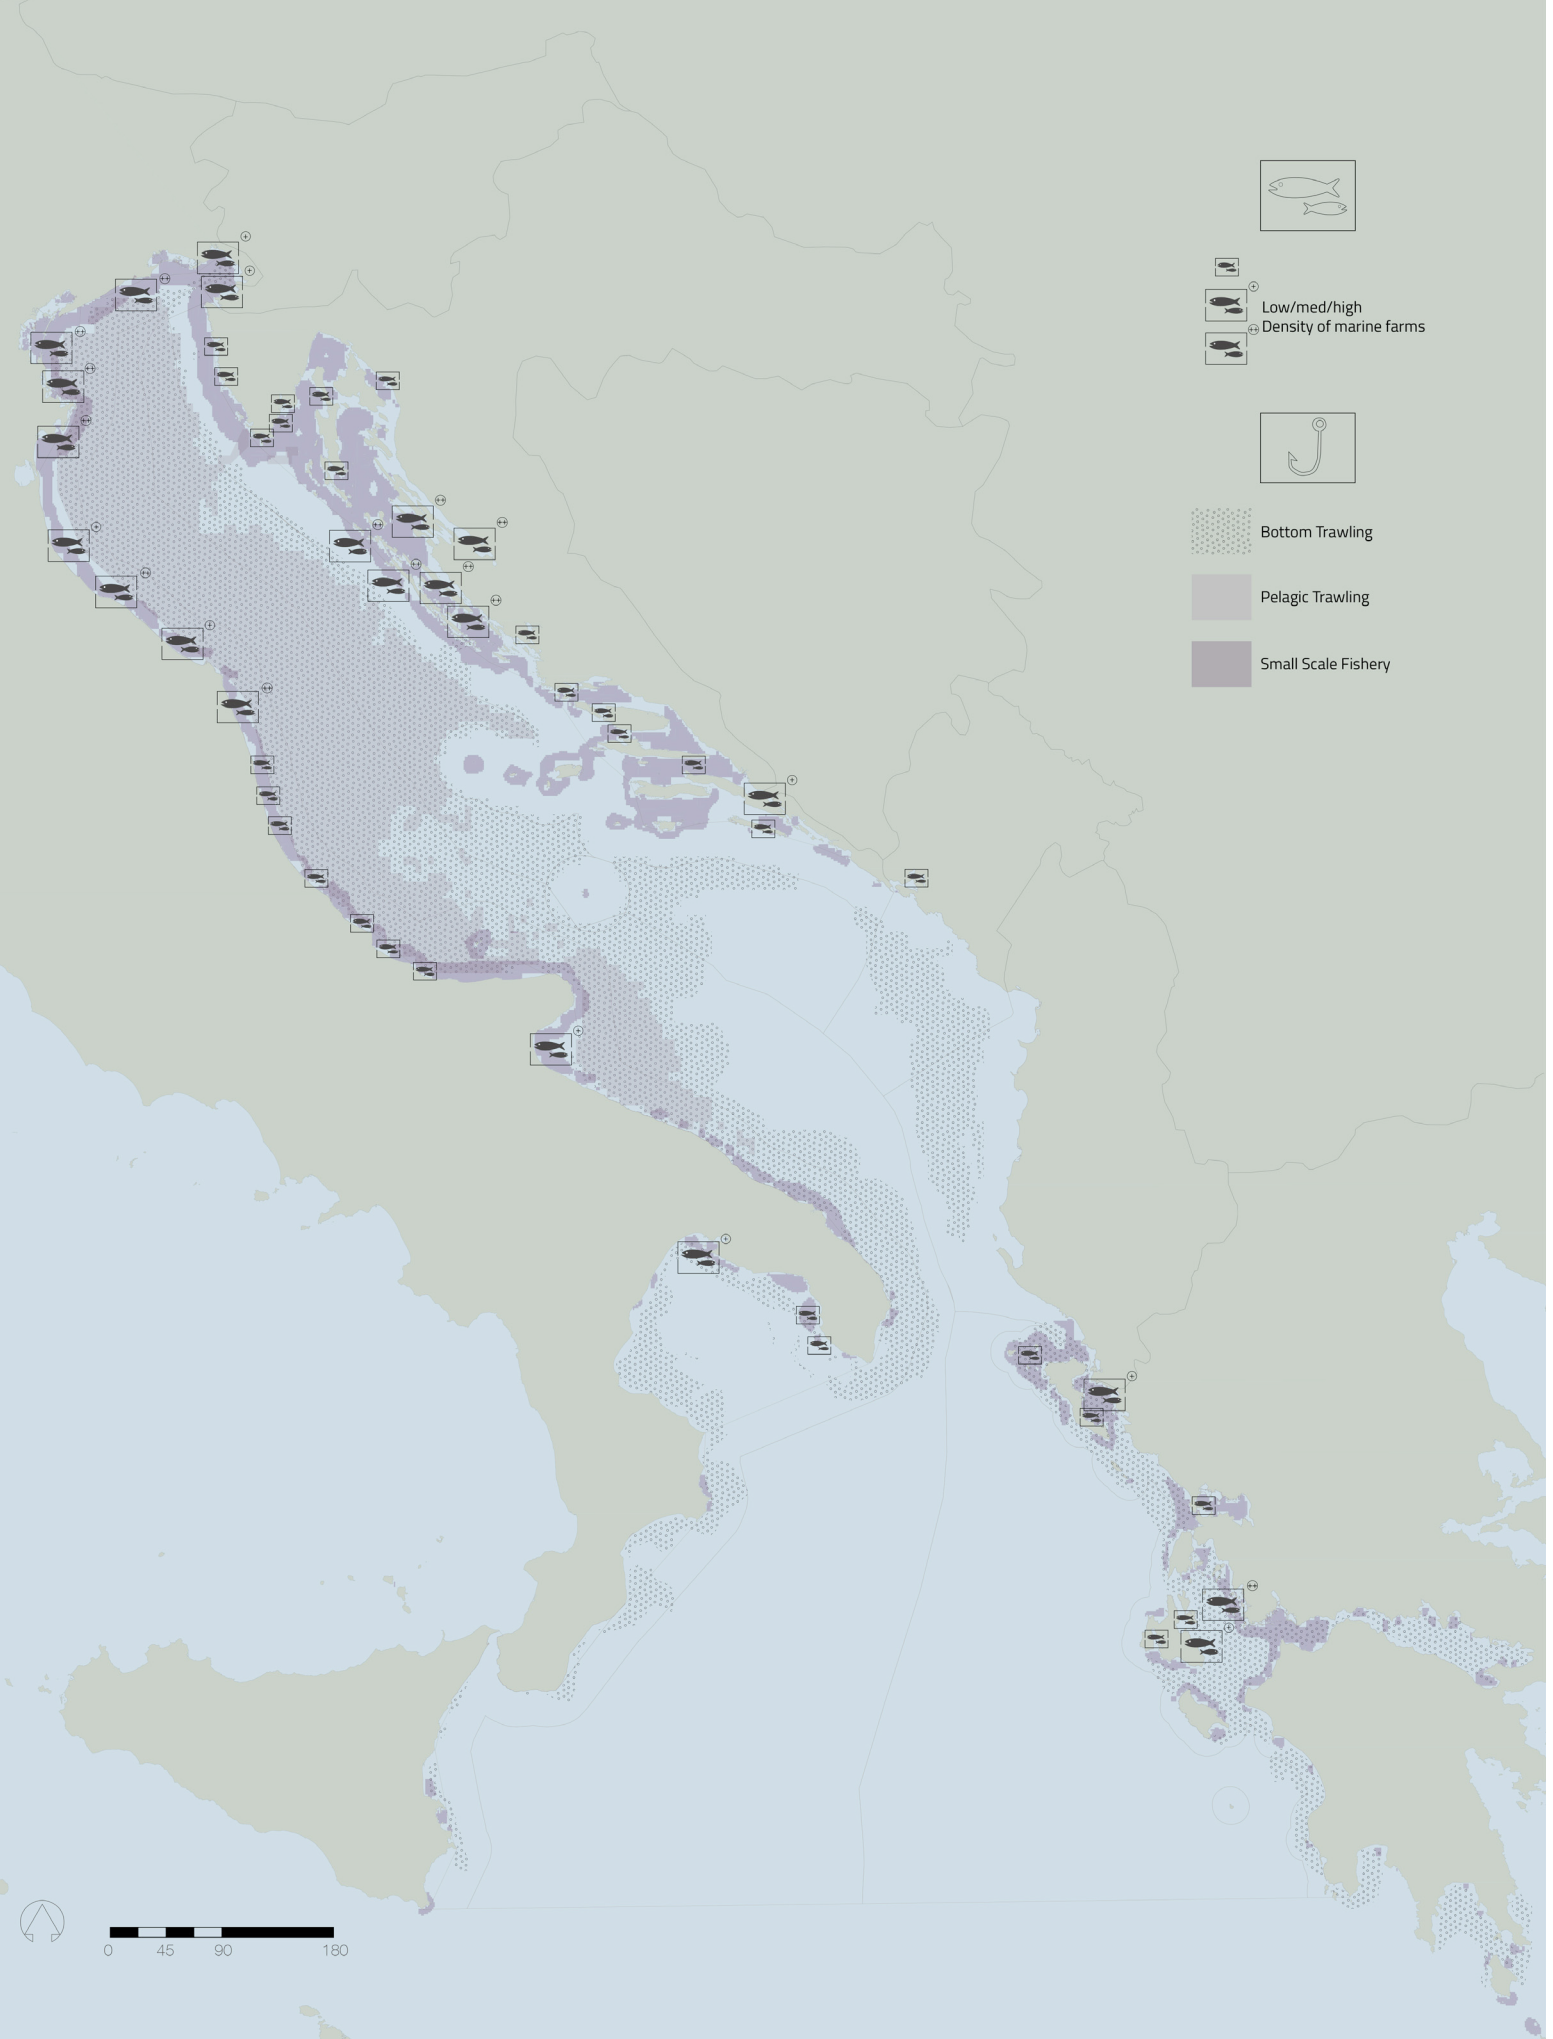 Low/med/high
Density of marine farms
Bottom Trawling
Pelagic Trawling
Small Scale Fishery
0 45 90 180